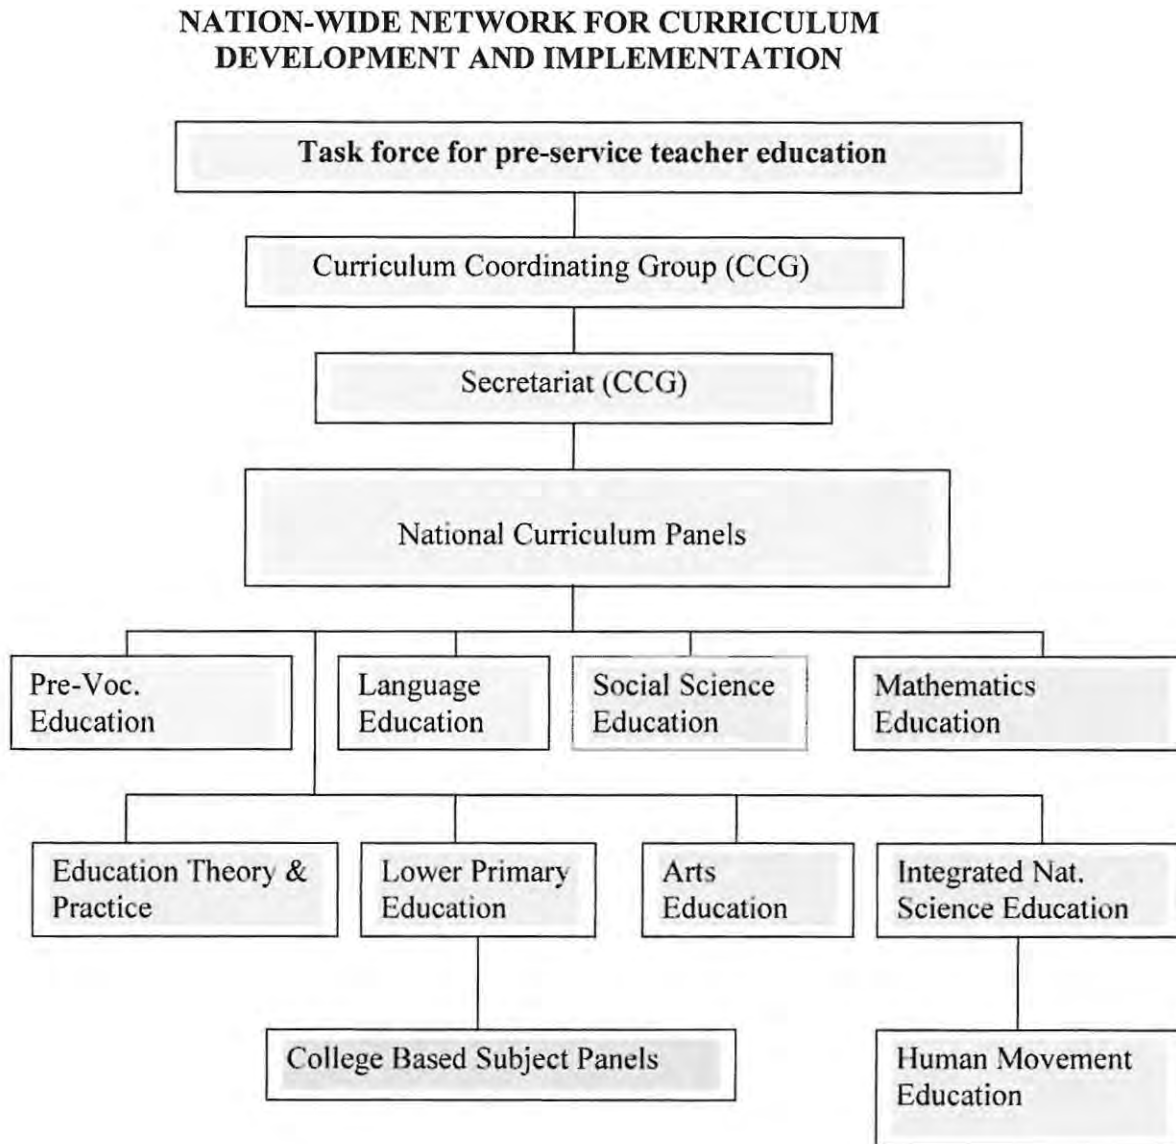 NATION-WIDE NETWORK FOR CURRICULUM
DEVELOPMENT AND IMPLEMENTATION
Task force for pre-service teacher education
Curriculum Coordinating Group (CCG)
Secretariat (CCG)
National Curriculum Panels
Pre-Voc.
Education
Language
Education
Social Science
Education
Mathematics
Education
Education Theory &
Practice
Lower Primary
Education
Arts
Education
Integrated Nat.
Science Education
College Based Subject Panels
Human Movement
Education